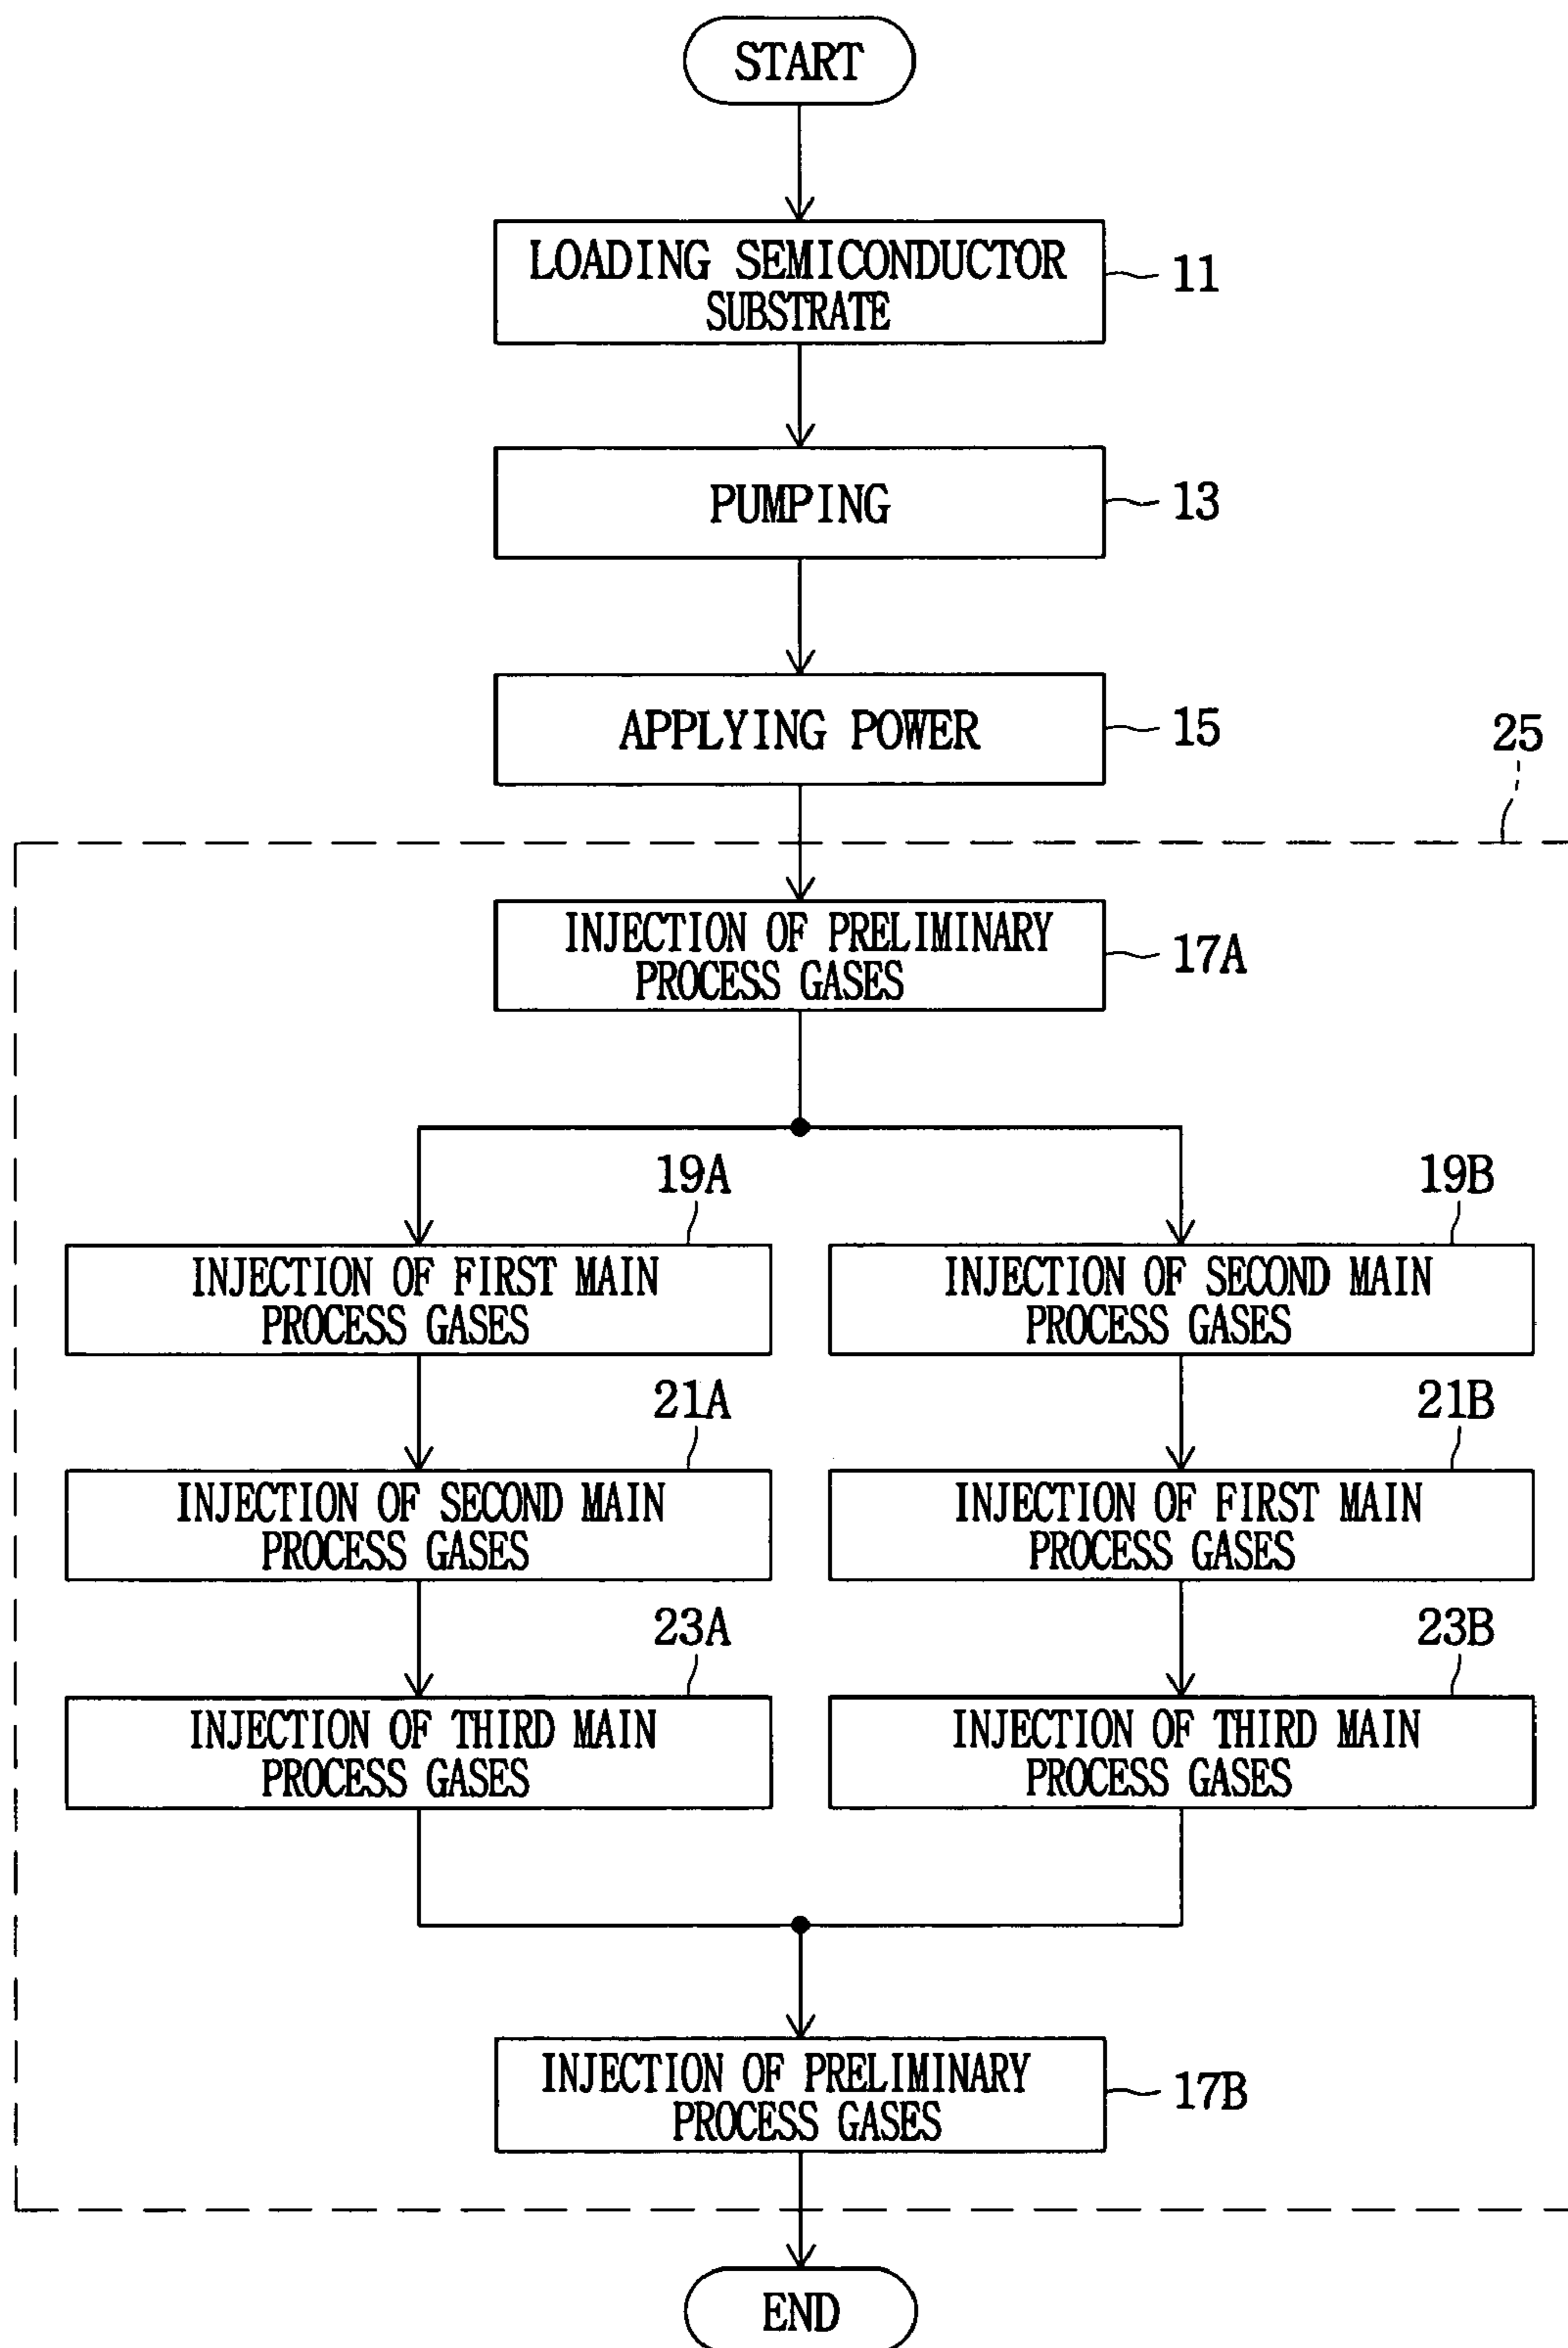 START
LOADING SEMICONDUCTOR
SUBSTRATE
11
PUMPING
13
APPLYING POWER
15
25
INJECTION OF PRELIMINARY
PROCESS GASES
17A
19A
INJECTION OF FIRST MAIN
PROCESS GASES
19B
INJECTION OF SECOND MAIN
PROCESS GASES
21A
INJECTION OF SECOND MAIN
PROCESS GASES
21B
INJECTION OF FIRST MAIN
PROCESS GASES
23A
INJECTION OF THIRD MAIN
PROCESS GASES
23B
INJECTION OF THIRD MAIN
PROCESS GASES
INJECTION OF PRELIMINARY
PROCESS GASES
17B
END